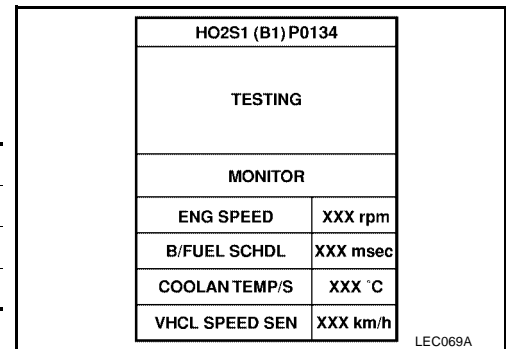 HO2S1 (B1) P0134
TESTING
MONITOR
ENG SPEED XXX rpm
B/FUEL SCHDL XXX msec
COOLAN TEMP/S XXX °C
VHCL SPEED SEN XXX km/h
LEC069A